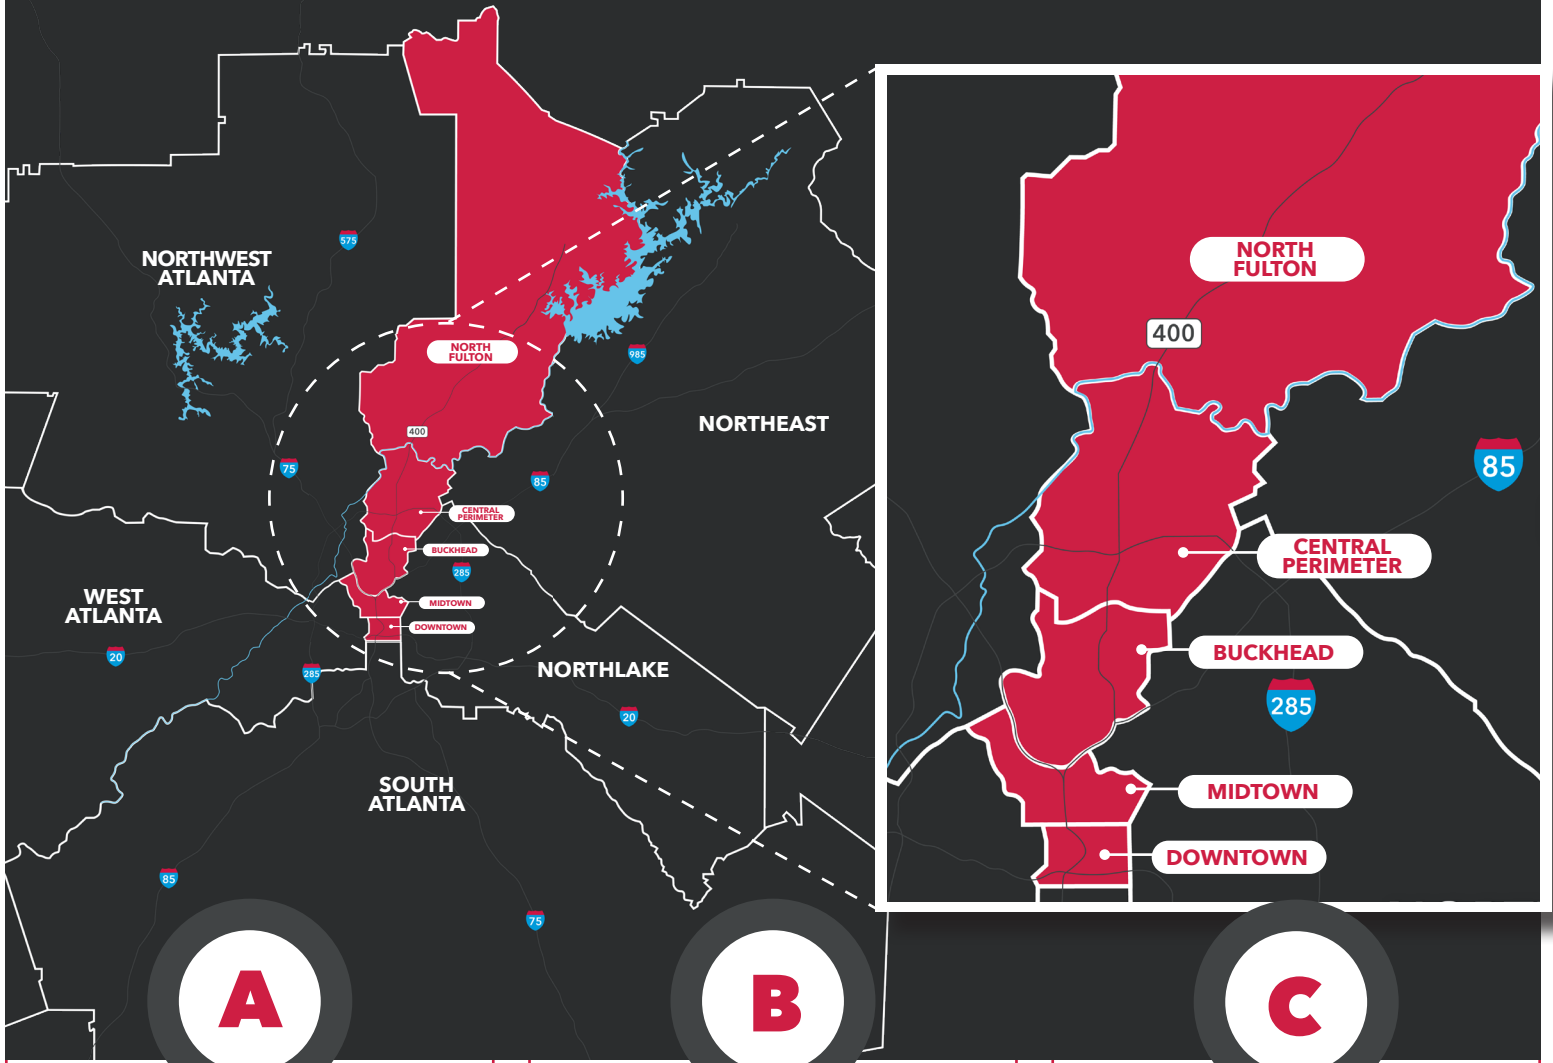 NORTHWEST
ATLANTA
575
NORTH
FULTON
985
400
NORTHEAST
75
85
CENTRAL
PERIMETER
BUCKHEAD
285
MIDTOWN
DOWNTOWN
WEST
ATLANTA
20
285
NORTHLAKE
20
SOUTH
ATLANTA
85
75
NORTH
FULTON
400
85
CENTRAL
PERIMETER
BUCKHEAD
285
MIDTOWN
DOWNTOWN
A
B
C